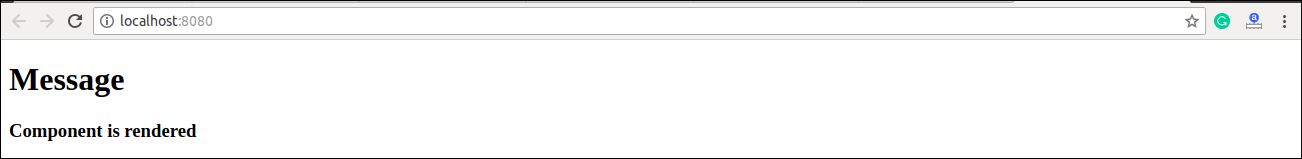 localhost:8080
Message
Component is rendered